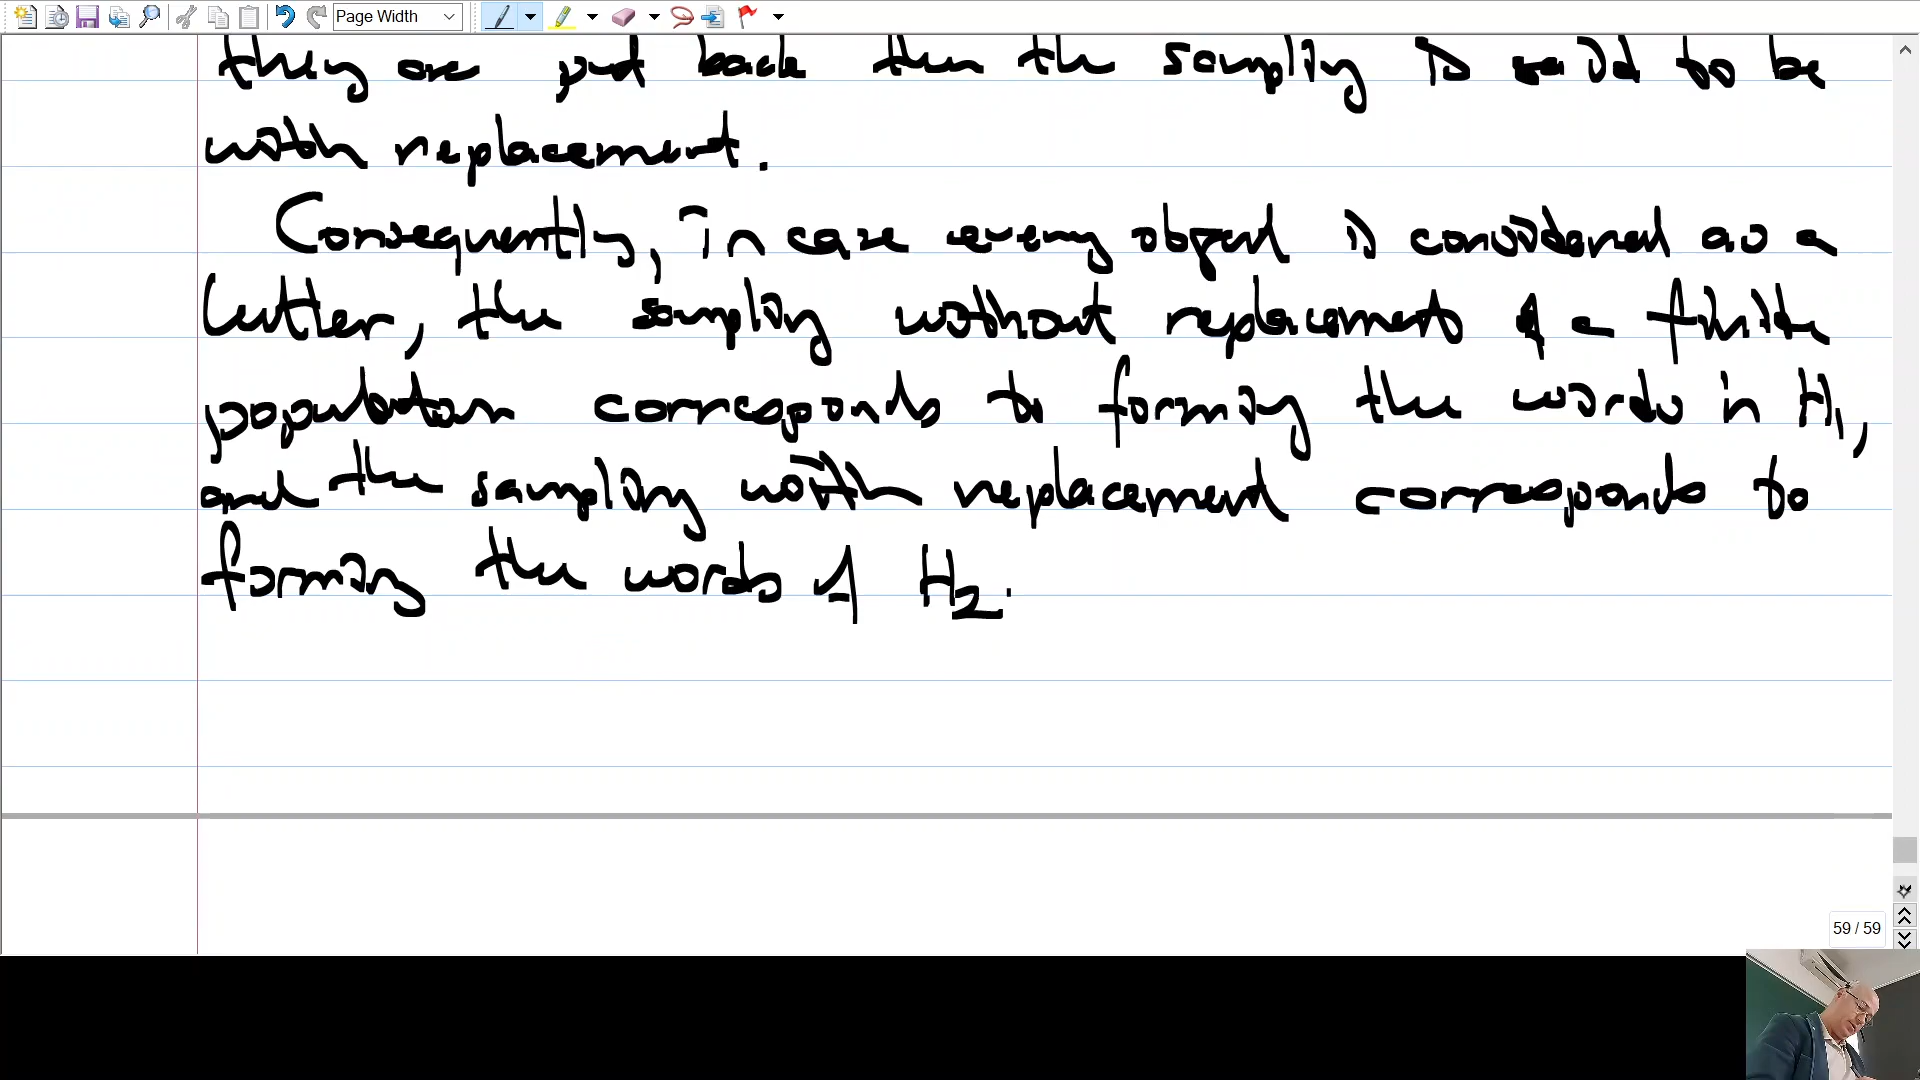 Page Width
they are put back then the sampling is said to be
with replacement.
Consequently, in case every object is considered as a
letter, the sampling without replacement of a finite
population corresponds to forming the words in H₁,
and the sampling with replacement corresponds to
forming the words of H₂.
59 / 59